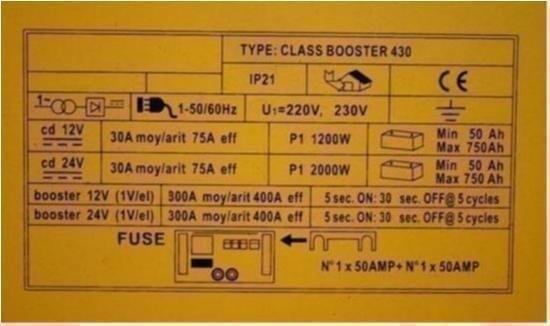 TYPE: CLASS BOOSTER 430
IP21 CE
1~ 1-50/60Hz U1=220V, 230V
cd 12V 30A moy/arit 75A eff P1 1200W Min 50 Ah
Max 750Ah
cd 24V 30A moy/arit 75A eff P1 2000W Min 50 Ah
Max 750 Ah
booster 12V (1V/el) 300A moy/arit 400A eff 5 sec. ON: 30 sec. OFF@ 5 cycles
booster 24V (1V/el) 300A moy/arit 400A eff 5 sec. ON: 30 sec. OFF@ 5 cycles
FUSE
N°1 x 50AMP+ N°1 x 50AMP